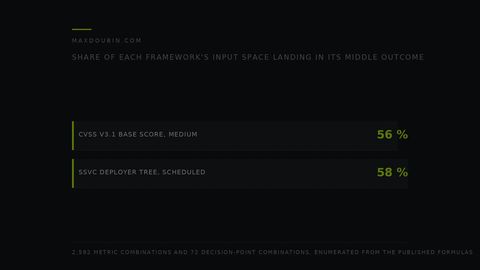 MAXDOURIN.COM
SHARE OF EACH FRAMEWORK'S INPUT SPACE LANDING IN ITS MIDDLE OUTCOME
CVSS V3.1 BASE SCORE, MEDIUM 56 %
SSVC DEPLOYER TREE, SCHEDULED 58 %
2,592 METRIC COMBINATIONS AND 72 DECISION-POINT COMBINATIONS, ENUMERATED FROM THE PUBLISHED FORMULAS